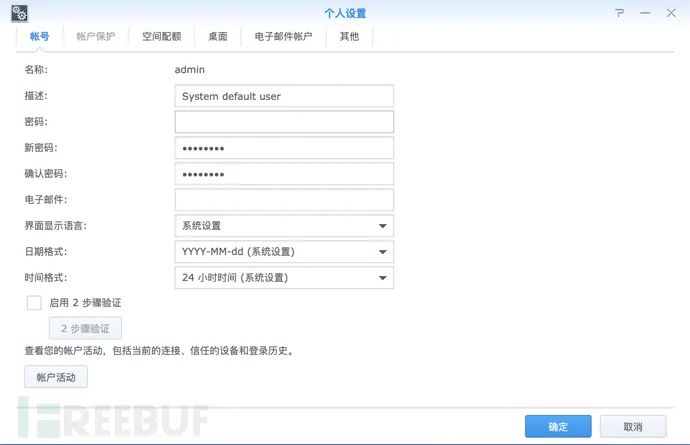 个人设置
帐号 帐户保护 空间配额 桌面 电子邮件帐户 其他
名称: admin
描述: System default user
密码:
新密码: ••••••••
确认密码: ••••••••
电子邮件:
界面显示语言: 系统设置
日期格式: YYYY-MM-dd (系统设置)
时间格式: 24 小时时间 (系统设置)
启用 2 步骤验证
2 步骤验证
查看您的帐户活动，包括当前的连接、信任的设备和登录历史。
帐户活动
FREEBUF
确定 取消